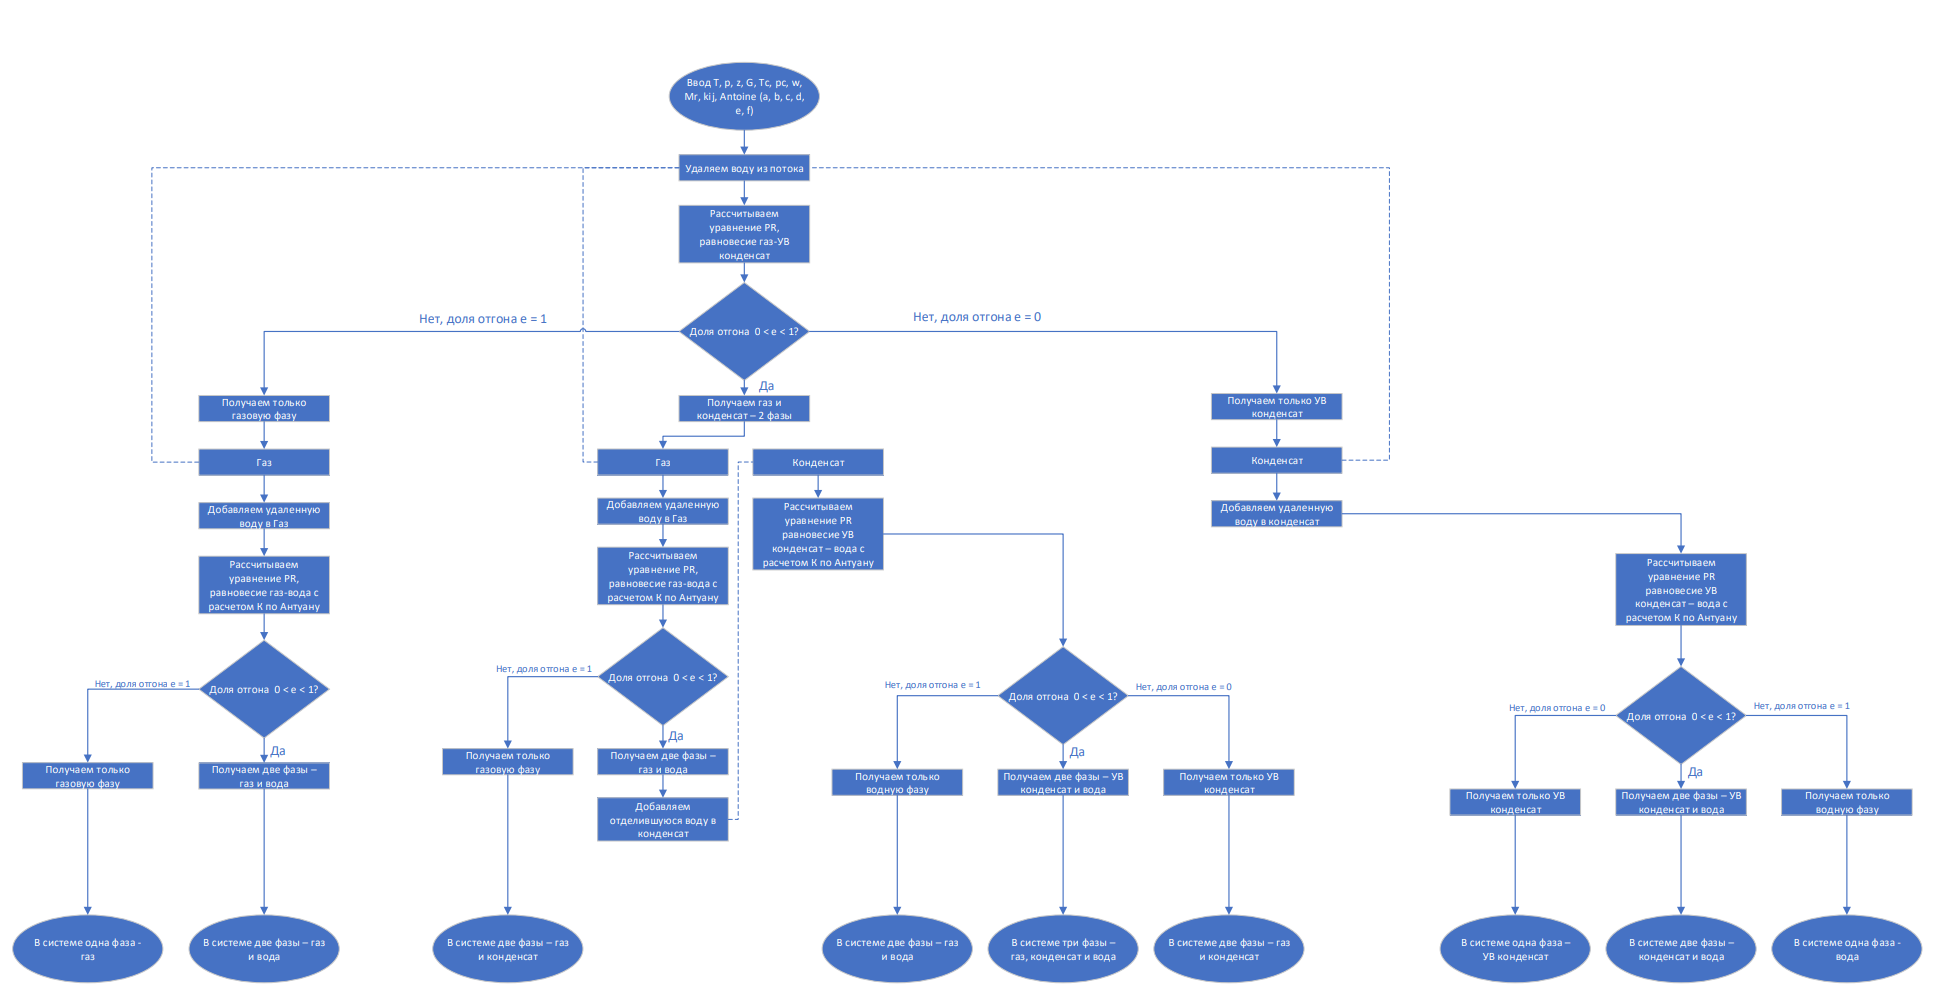 Ввод T, p, z, G, Tc, pc, w,
Mr, kij, Antoine (a, b, c, d,
e, f)
Удаляем воду из потока
Рассчитываем
уравнение PR,
равновесие газ-УВ
конденсат
Доля отгона 0 < e < 1?
Нет, доля отгона e = 1
Нет, доля отгона e = 0
Да
Получаем только
газовую фазу
Газ
Добавляем удаленную
воду в Газ
Рассчитываем
уравнение PR,
равновесие газ-вода с
расчетом К по Антуану
Доля отгона 0 < e < 1?
Нет, доля отгона e = 1
Да
Получаем только
газовую фазу
Получаем две фазы –
газ и вода
В системе одна фаза -
газ
В системе две фазы – газ
и вода
Получаем газ и
конденсат – 2 фазы
Газ
Добавляем удаленную
воду в Газ
Рассчитываем
уравнение PR,
равновесие газ-вода с
расчетом К по Антуану
Доля отгона 0 < e < 1?
Нет, доля отгона e = 1
Да
Получаем только
газовую фазу
Получаем две фазы –
газ и вода
Добавляем
отделившуюся воду в
конденсат
В системе две фазы – газ
и конденсат
Конденсат
Рассчитываем
уравнение PR
равновесие УВ
конденсат – вода с
расчетом К по Антуану
Доля отгона 0 < e < 1?
Нет, доля отгона e = 1
Нет, доля отгона e = 0
Да
Получаем только
водную фазу
Получаем две фазы – УВ
конденсат и вода
Получаем только УВ
конденсат
В системе две фазы – газ
и вода
В системе три фазы –
газ, конденсат и вода
В системе две фазы – газ
и конденсат
Получаем только УВ
конденсат
Конденсат
Добавляем удаленную
воду в конденсат
Рассчитываем
уравнение PR
равновесие УВ
конденсат – вода с
расчетом К по Антуану
Доля отгона 0 < e < 1?
Нет, доля отгона e = 0
Нет, доля отгона e = 1
Да
Получаем только УВ
конденсат
Получаем две фазы – УВ
конденсат и вода
Получаем только
водную фазу
В системе одна фаза –
УВ конденсат
В системе две фазы –
конденсат и вода
В системе одна фаза -
вода